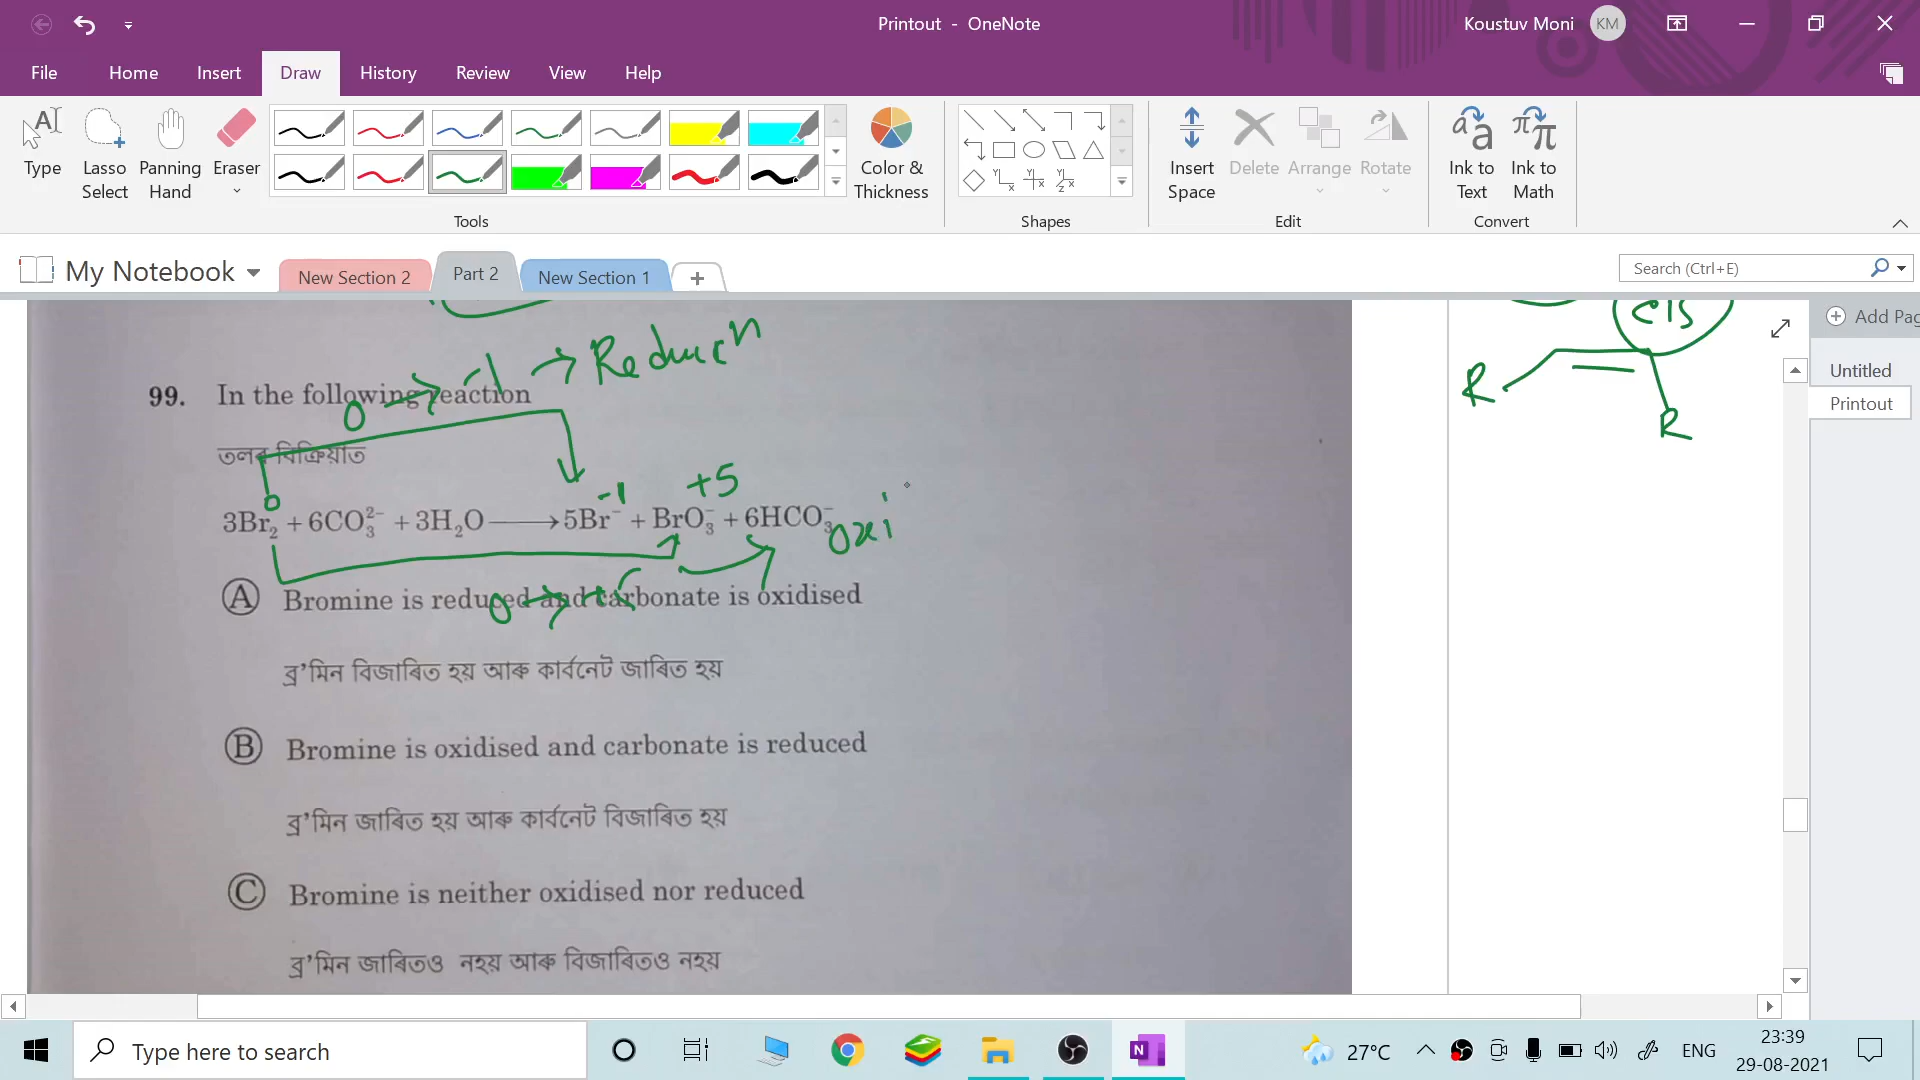 Printout - OneNote
Koustuv Moni KM
File Home Insert Draw History Review View Help
Type
Lasso Select
Panning Hand
Eraser
Color & Thickness
Insert Space
Delete
Arrange
Rotate
Ink to Text
Ink to Math
Tools
Shapes
Edit
Convert
My Notebook
New Section 2
Part 2
New Section 1
Search (Ctrl+E)
Add Pag
Untitled
Printout
cis
R
R
0 → -1 → Reducⁿ
99. In the following reaction
তলৰ বিক্ৰিয়াত
0 -1 +5
3Br₂ + 6CO₃²⁻ + 3H₂O ⟶ 5Br⁻ + BrO₃⁻ + 6HCO₃⁻
oxi
0 → +5
(A) Bromine is reduced and carbonate is oxidised
ব্ৰ'মিন বিজাৰিত হয় আৰু কাৰ্বনেট জাৰিত হয়
(B) Bromine is oxidised and carbonate is reduced
ব্ৰ'মিন জাৰিত হয় আৰু কাৰ্বনেট বিজাৰিত হয়
(C) Bromine is neither oxidised nor reduced
ব্ৰ'মিন জাৰিতও নহয় আৰু বিজাৰিতও নহয়
Type here to search
27°C
ENG
23:39
29-08-2021